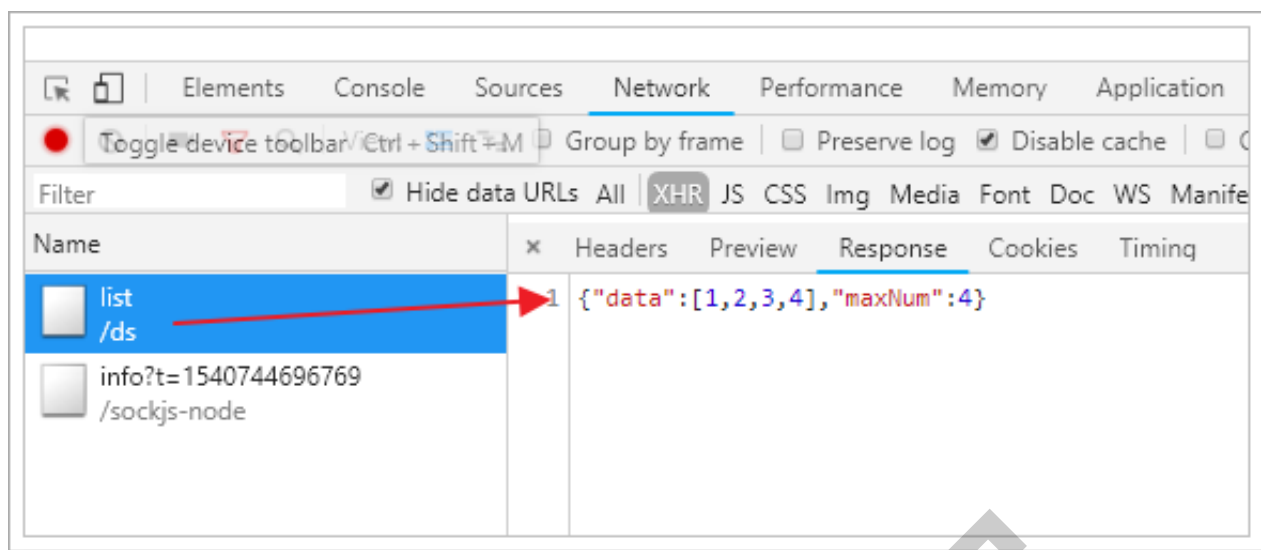 Elements Console Sources Network Performance Memory Application
Toggle device toolbar Ctrl + Shift + M Group by frame Preserve log Disable cache
Filter Hide data URLs All XHR JS CSS Img Media Font Doc WS Manife
Name × Headers Preview Response Cookies Timing
list
/ds
1 {"data":[1,2,3,4],"maxNum":4}
info?t=1540744696769
/sockjs-node